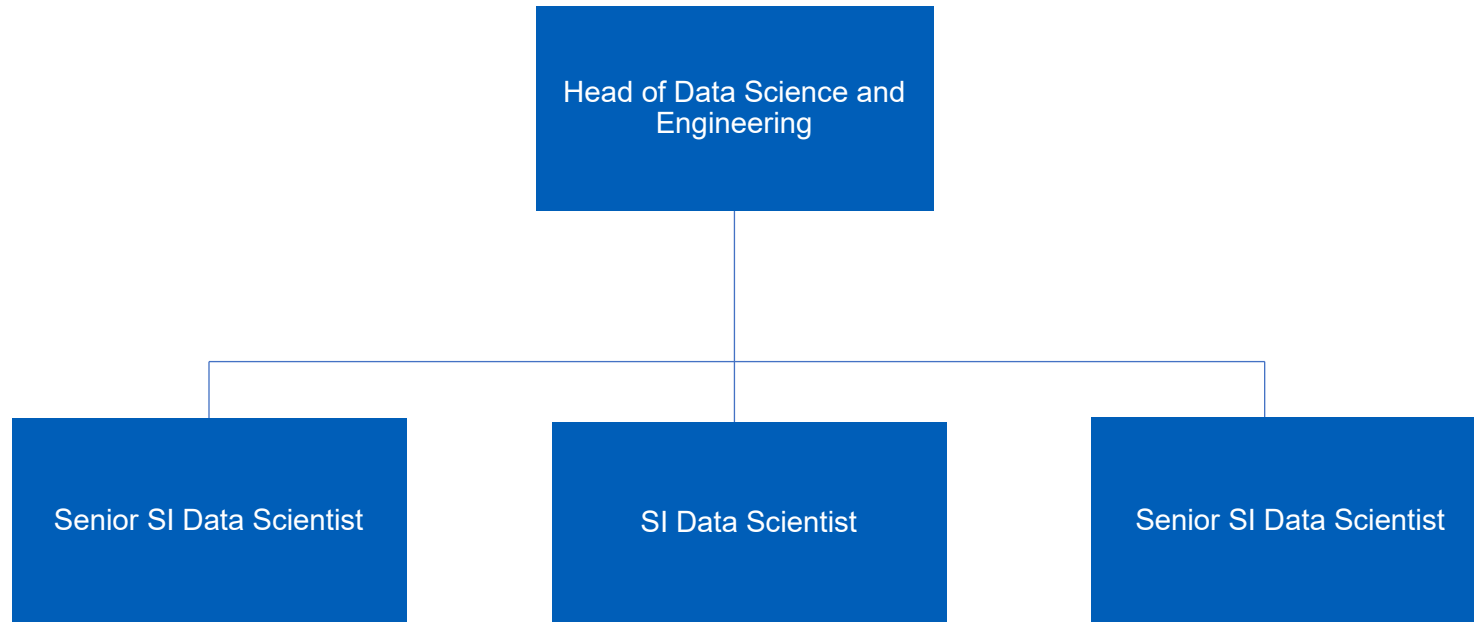 Head of Data Science and
Engineering
Senior SI Data Scientist
SI Data Scientist
Senior SI Data Scientist